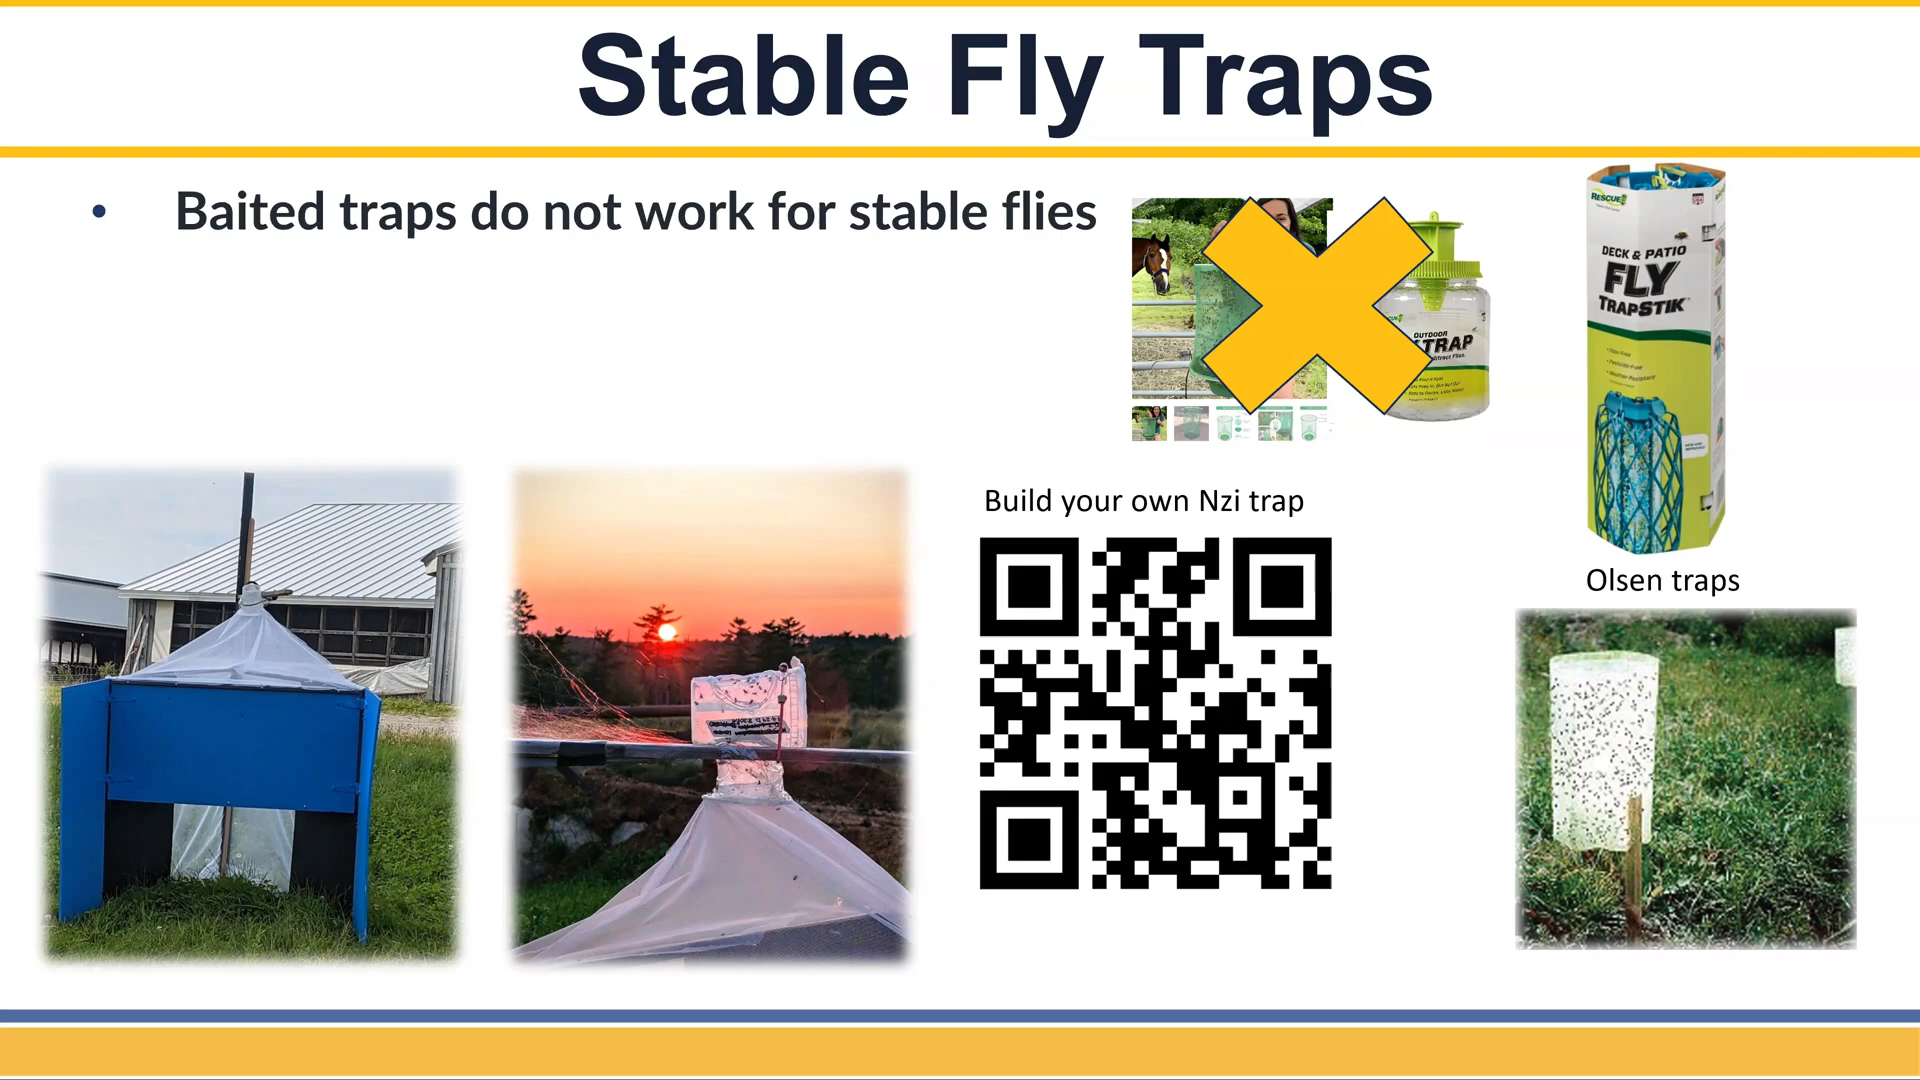 Stable Fly Traps
• Baited traps do not work for stable flies
RESCUE!
DECK & PATIO
FLY
TRAPSTIK
OUTDOOR
TRAP
Build your own Nzi trap
Olsen traps